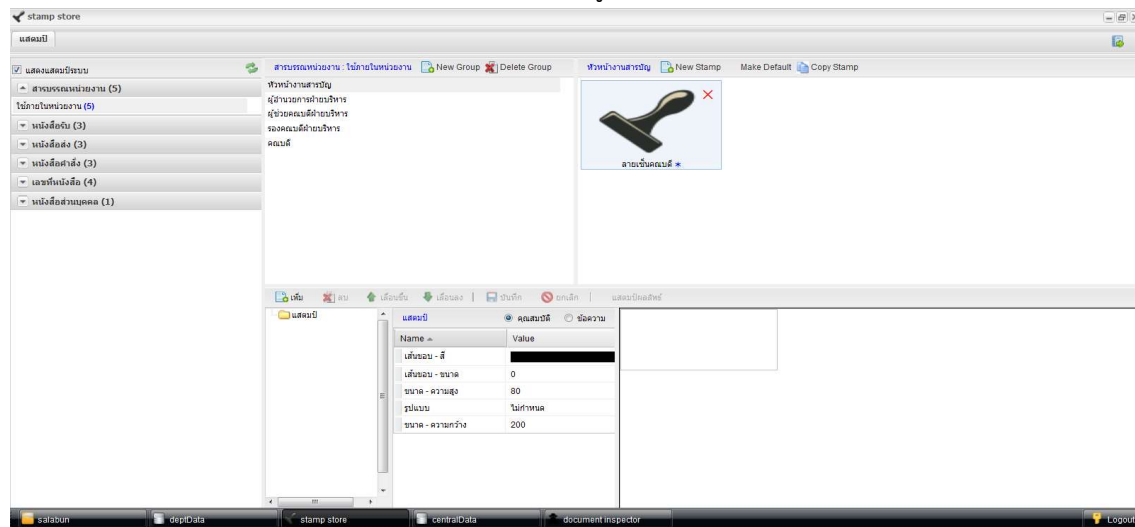 stamp store
แสตมป์
แสดงแสตมป์ระบบ
สารบรรณหน่วยงาน (5)
ใช้ภายในหน่วยงาน (5)
หนังสือรับ (3)
หนังสือส่ง (3)
หนังสือคำสั่ง (3)
เลขที่หนังสือ (4)
หนังสือส่วนบุคคล (1)
สารบรรณหน่วยงาน : ใช้ภายในหน่วยงาน New Group Delete Group
หัวหน้างานสารบัญ
ผู้อำนวยการฝ่ายบริหาร
ผู้ช่วยคณบดีฝ่ายบริหาร
รองคณบดีฝ่ายบริหาร
คณบดี
หัวหน้างานสารบัญ New Stamp Make Default Copy Stamp
ลายเซ็นคณบดี *
เพิ่ม ลบ เลื่อนขึ้น เลื่อนลง บันทึก ยกเลิก แสตมป์ผลลัพธ์
แสตมป์
แสตมป์ คุณสมบัติ ข้อความ
Name Value
เส้นขอบ - สี
เส้นขอบ - ขนาด 0
ขนาด - ความสูง 80
รูปแบบ ไม่กำหนด
ขนาด - ความกว้าง 200
salabun deptData stamp store centralData document inspector Logout